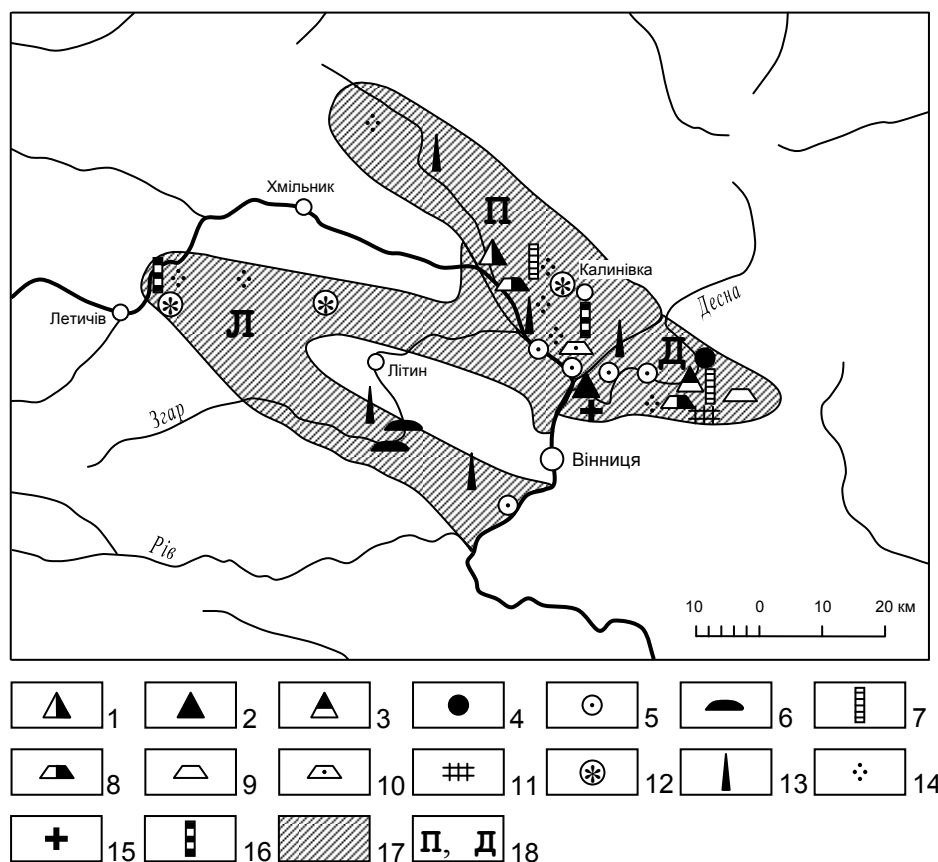 П
Хмільник
Калинівка
Десна
Летичів
Л
Д
Літин
Згар
Вінниця
Рів
10 0 10 20 км
1 2 3 4 5 6 7
8 9 10 11 12 13 14
15 16 17 П, Д 18